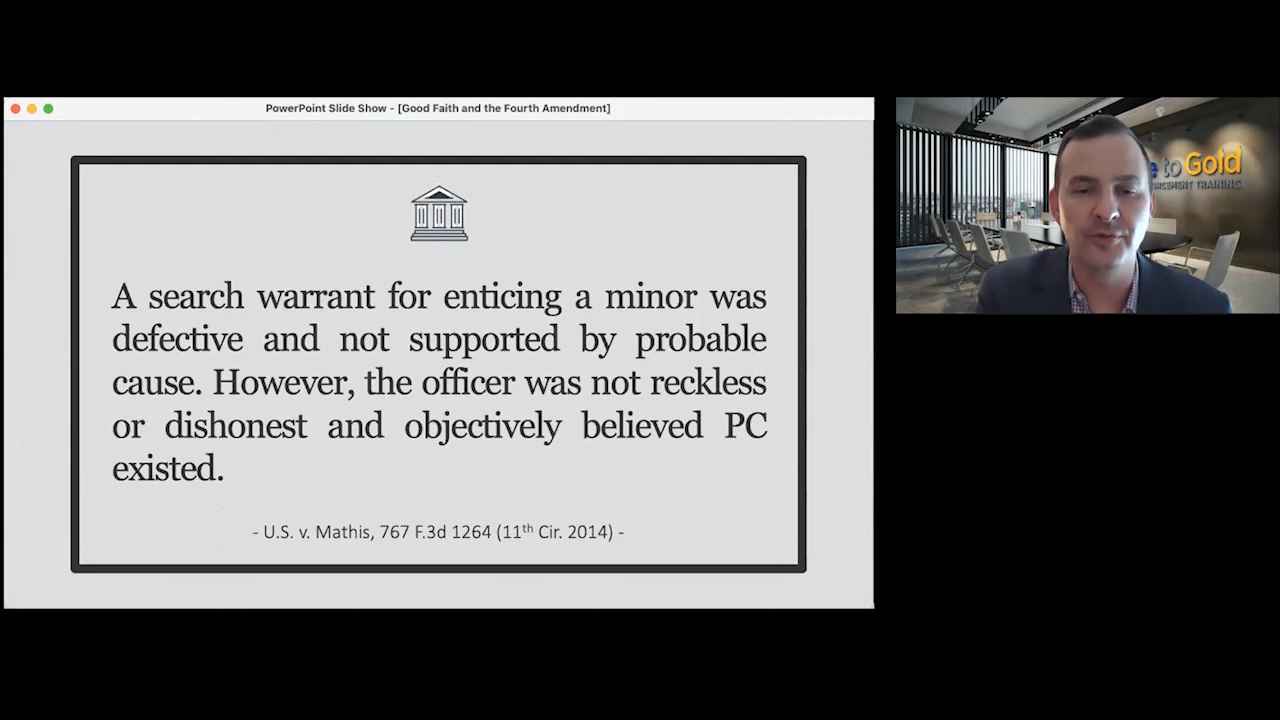 PowerPoint Slide Show - [Good Faith and the Fourth Amendment]
A search warrant for enticing a minor was
defective and not supported by probable
cause. However, the officer was not reckless
or dishonest and objectively believed PC
existed.
- U.S. v. Mathis, 767 F.3d 1264 (11th Cir. 2014) -
to Gold
TRAINING